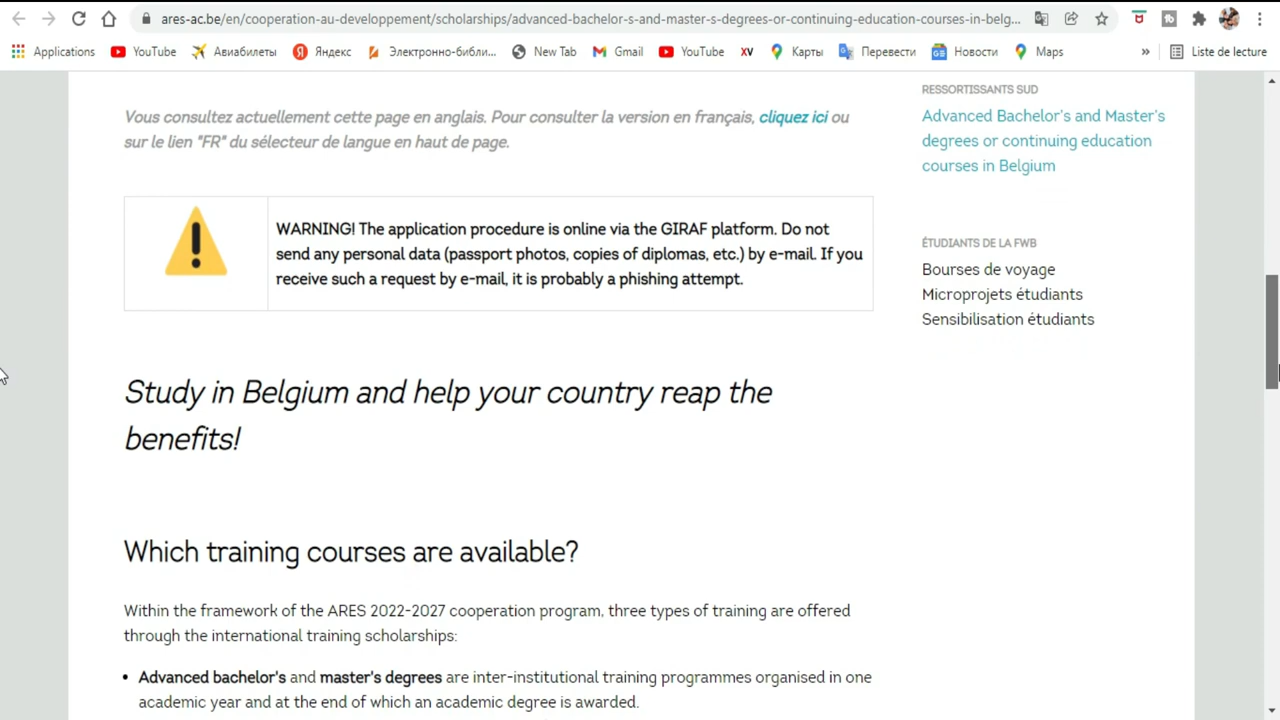 ares-ac.be/en/cooperation-au-developpement/scholarships/advanced-bachelor-s-and-master-s-degrees-or-continuing-education-courses-in-belg...
Applications YouTube Авиабилеты Яндекс Электронно-библи... New Tab Gmail YouTube XV Карты Перевести Новости Maps » Liste de lecture
Vous consultez actuellement cette page en anglais. Pour consulter la version en français, cliquez ici ou
sur le lien "FR" du sélecteur de langue en haut de page.
WARNING! The application procedure is online via the GIRAF platform. Do not
send any personal data (passport photos, copies of diplomas, etc.) by e-mail. If you
receive such a request by e-mail, it is probably a phishing attempt.
Study in Belgium and help your country reap the
benefits!
Which training courses are available?
Within the framework of the ARES 2022-2027 cooperation program, three types of training are offered
through the international training scholarships:
• Advanced bachelor's and master's degrees are inter-institutional training programmes organised in one
academic year and at the end of which an academic degree is awarded.
RESSORTISSANTS SUD
Advanced Bachelor's and Master's
degrees or continuing education
courses in Belgium
ÉTUDIANTS DE LA FWB
Bourses de voyage
Microprojets étudiants
Sensibilisation étudiants